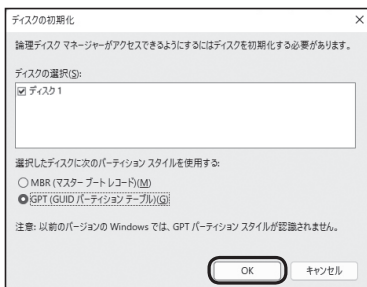 ディスクの初期化
論理ディスク マネージャーがアクセスできるようにするにはディスクを初期化する必要があります。
ディスクの選択(S):
ディスク 1
選択したディスクに次のパーティション スタイルを使用する:
MBR (マスター ブート レコード)(M)
GPT (GUID パーティション テーブル)(G)
注意: 以前のバージョンの Windows では、GPT パーティション スタイルが認識されません。
OK キャンセル